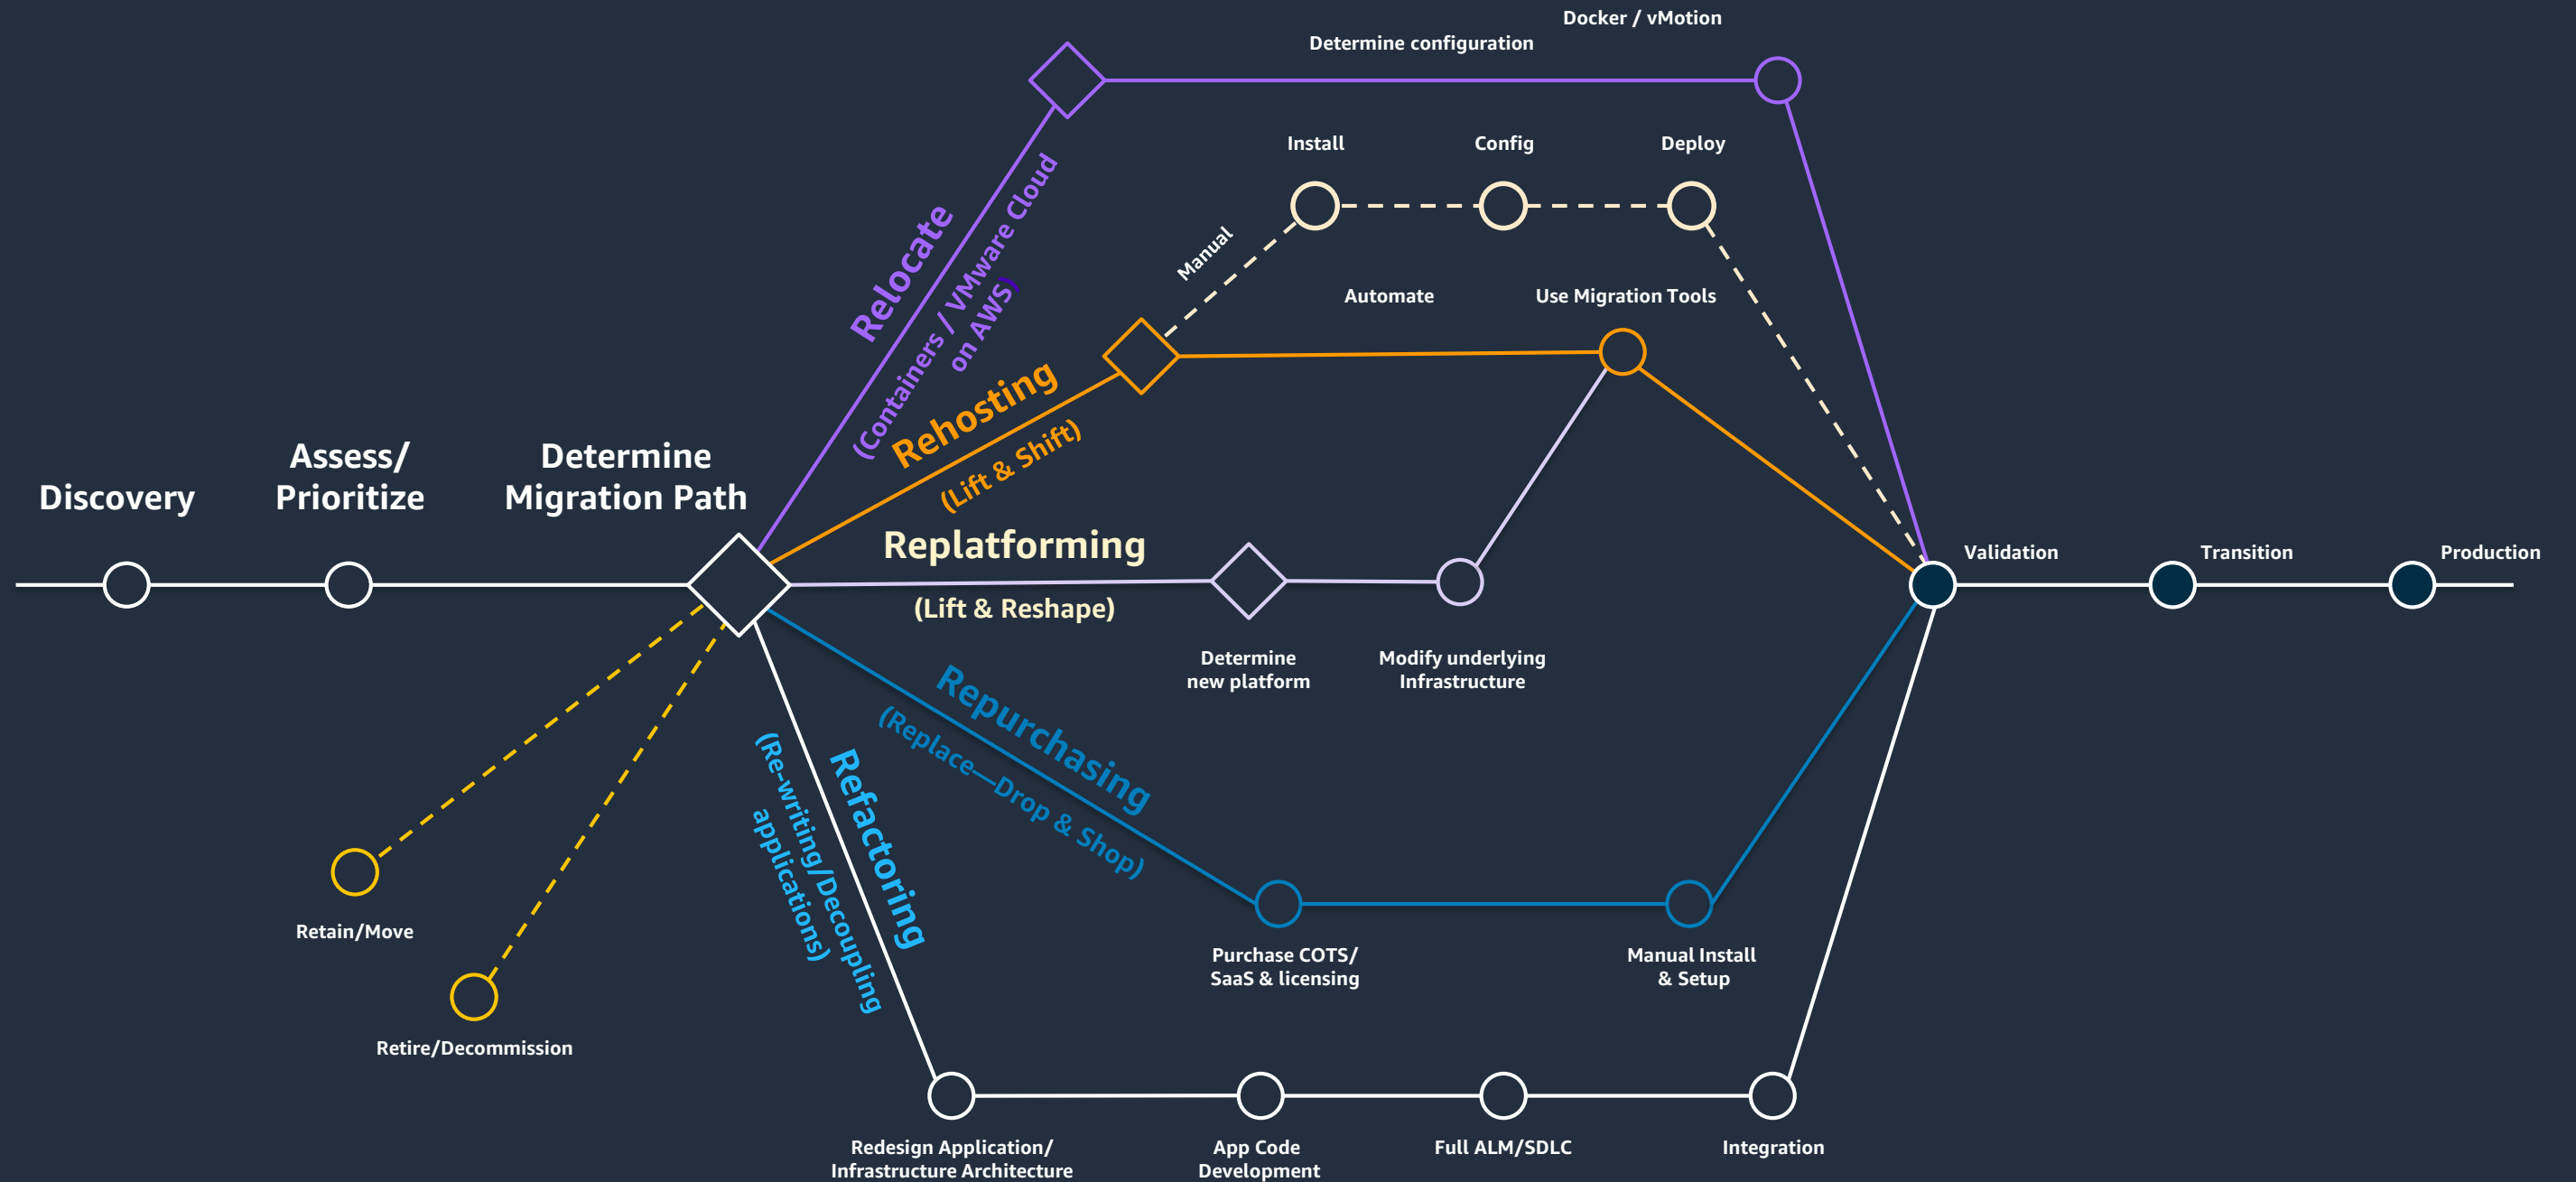 Docker / vMotion
Determine configuration
Install
Config
Deploy
Manual
Relocate
(Containers / VMware Cloud
on AWS)
Automate
Use Migration Tools
Rehosting
(Lift & Shift)
Discovery
Assess/
Prioritize
Determine
Migration Path
Replatforming
(Lift & Reshape)
Validation
Transition
Production
Determine
new platform
Modify underlying
Infrastructure
Repurchasing
(Replace—Drop & Shop)
Refactoring
(Re-writing/Decoupling
applications)
Retain/Move
Retire/Decommission
Purchase COTS/
SaaS & licensing
Manual Install
& Setup
Redesign Application/
Infrastructure Architecture
App Code
Development
Full ALM/SDLC
Integration